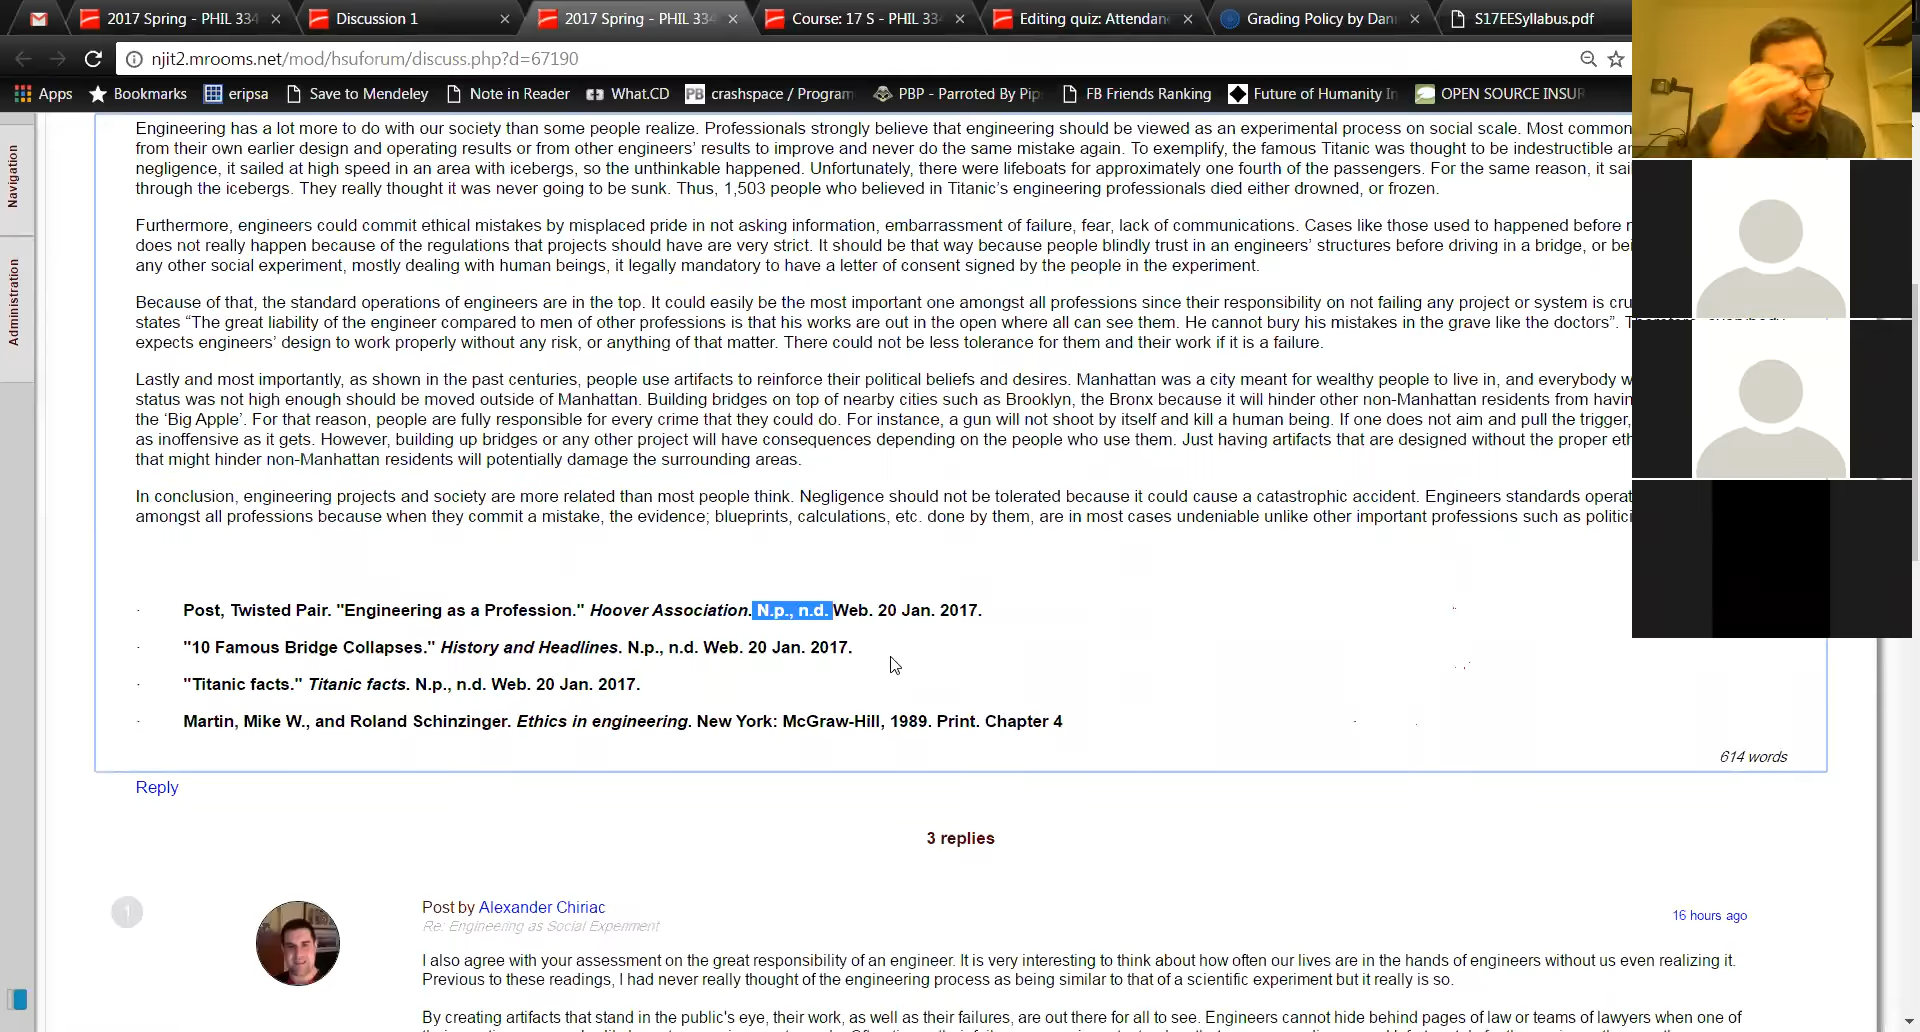 2017 Spring - PHIL 334
Discussion 1
2017 Spring - PHIL 334
Course: 17 S - PHIL 33
Editing quiz: Attendan
Grading Policy by Dan
S17EESyllabus.pdf
njit2.mrooms.net/mod/hsuforum/discuss.php?d=67190
Apps
Bookmarks
eripsa
Save to Mendeley
Note in Reader
What.CD
PB crashspace / Program
PBP - Parroted By Pip
FB Friends Ranking
Future of Humanity In
OPEN SOURCE INSUR
Navigation
Administration
Engineering has a lot more to do with our society than some people realize. Professionals strongly believe that engineering should be viewed as an experimental process on social scale. Most common
from their own earlier design and operating results or from other engineers' results to improve and never do the same mistake again. To exemplify, the famous Titanic was thought to be indestructible an
negligence, it sailed at high speed in an area with icebergs, so the unthinkable happened. Unfortunately, there were lifeboats for approximately one fourth of the passengers. For the same reason, it sai
through the icebergs. They really thought it was never going to be sunk. Thus, 1,503 people who believed in Titanic's engineering professionals died either drowned, or frozen.
Furthermore, engineers could commit ethical mistakes by misplaced pride in not asking information, embarrassment of failure, fear, lack of communications. Cases like those used to happened before
does not really happen because of the regulations that projects should have are very strict. It should be that way because people blindly trust in an engineers' structures before driving in a bridge, or bei
any other social experiment, mostly dealing with human beings, it legally mandatory to have a letter of consent signed by the people in the experiment.
Because of that, the standard operations of engineers are in the top. It could easily be the most important one amongst all professions since their responsibility on not failing any project or system is cru
states “The great liability of the engineer compared to men of other professions is that his works are out in the open where all can see them. He cannot bury his mistakes in the grave like the doctors”. T
expects engineers' design to work properly without any risk, or anything of that matter. There could not be less tolerance for them and their work if it is a failure.
Lastly and most importantly, as shown in the past centuries, people use artifacts to reinforce their political beliefs and desires. Manhattan was a city meant for wealthy people to live in, and everybody w
status was not high enough should be moved outside of Manhattan. Building bridges on top of nearby cities such as Brooklyn, the Bronx because it will hinder other non-Manhattan residents from havin
the ‘Big Apple’. For that reason, people are fully responsible for every crime that they could do. For instance, a gun will not shoot by itself and kill a human being. If one does not aim and pull the trigger,
as inoffensive as it gets. However, building up bridges or any other project will have consequences depending on the people who use them. Just having artifacts that are designed without the proper eth
that might hinder non-Manhattan residents will potentially damage the surrounding areas.
In conclusion, engineering projects and society are more related than most people think. Negligence should not be tolerated because it could cause a catastrophic accident. Engineers standards operat
amongst all professions because when they commit a mistake, the evidence; blueprints, calculations, etc. done by them, are in most cases undeniable unlike other important professions such as politici
· Post, Twisted Pair. "Engineering as a Profession." Hoover Association. N.p., n.d. Web. 20 Jan. 2017.
· "10 Famous Bridge Collapses." History and Headlines. N.p., n.d. Web. 20 Jan. 2017.
· "Titanic facts." Titanic facts. N.p., n.d. Web. 20 Jan. 2017.
· Martin, Mike W., and Roland Schinzinger. Ethics in engineering. New York: McGraw-Hill, 1989. Print. Chapter 4
614 words
Reply
3 replies
1
Post by Alexander Chiriac
16 hours ago
Re: Engineering as Social Experiment
I also agree with your assessment on the great responsibility of an engineer. It is very interesting to think about how often our lives are in the hands of engineers without us even realizing it.
Previous to these readings, I had never really thought of the engineering process as being similar to that of a scientific experiment but it really is so.
By creating artifacts that stand in the public's eye, their work, as well as their failures, are out there for all to see. Engineers cannot hide behind pages of law or teams of lawyers when one of